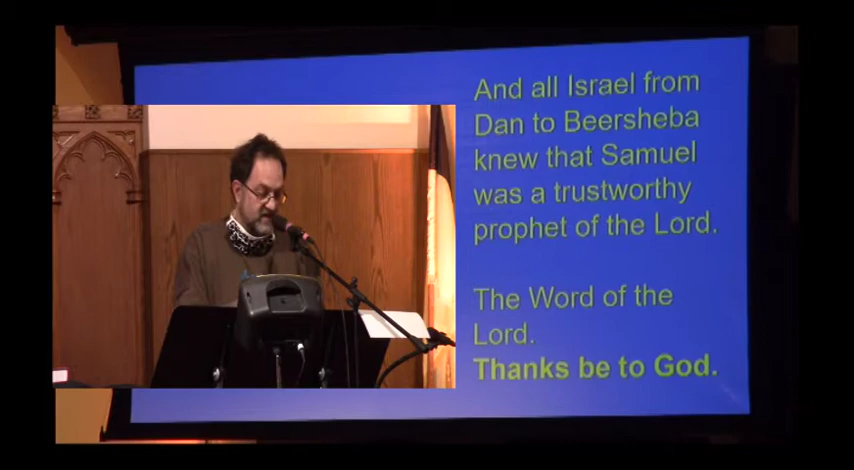 And all Israel from
Dan to Beersheba
knew that Samuel
was a trustworthy
prophet of the Lord.
The Word of the
Lord.
Thanks be to God.